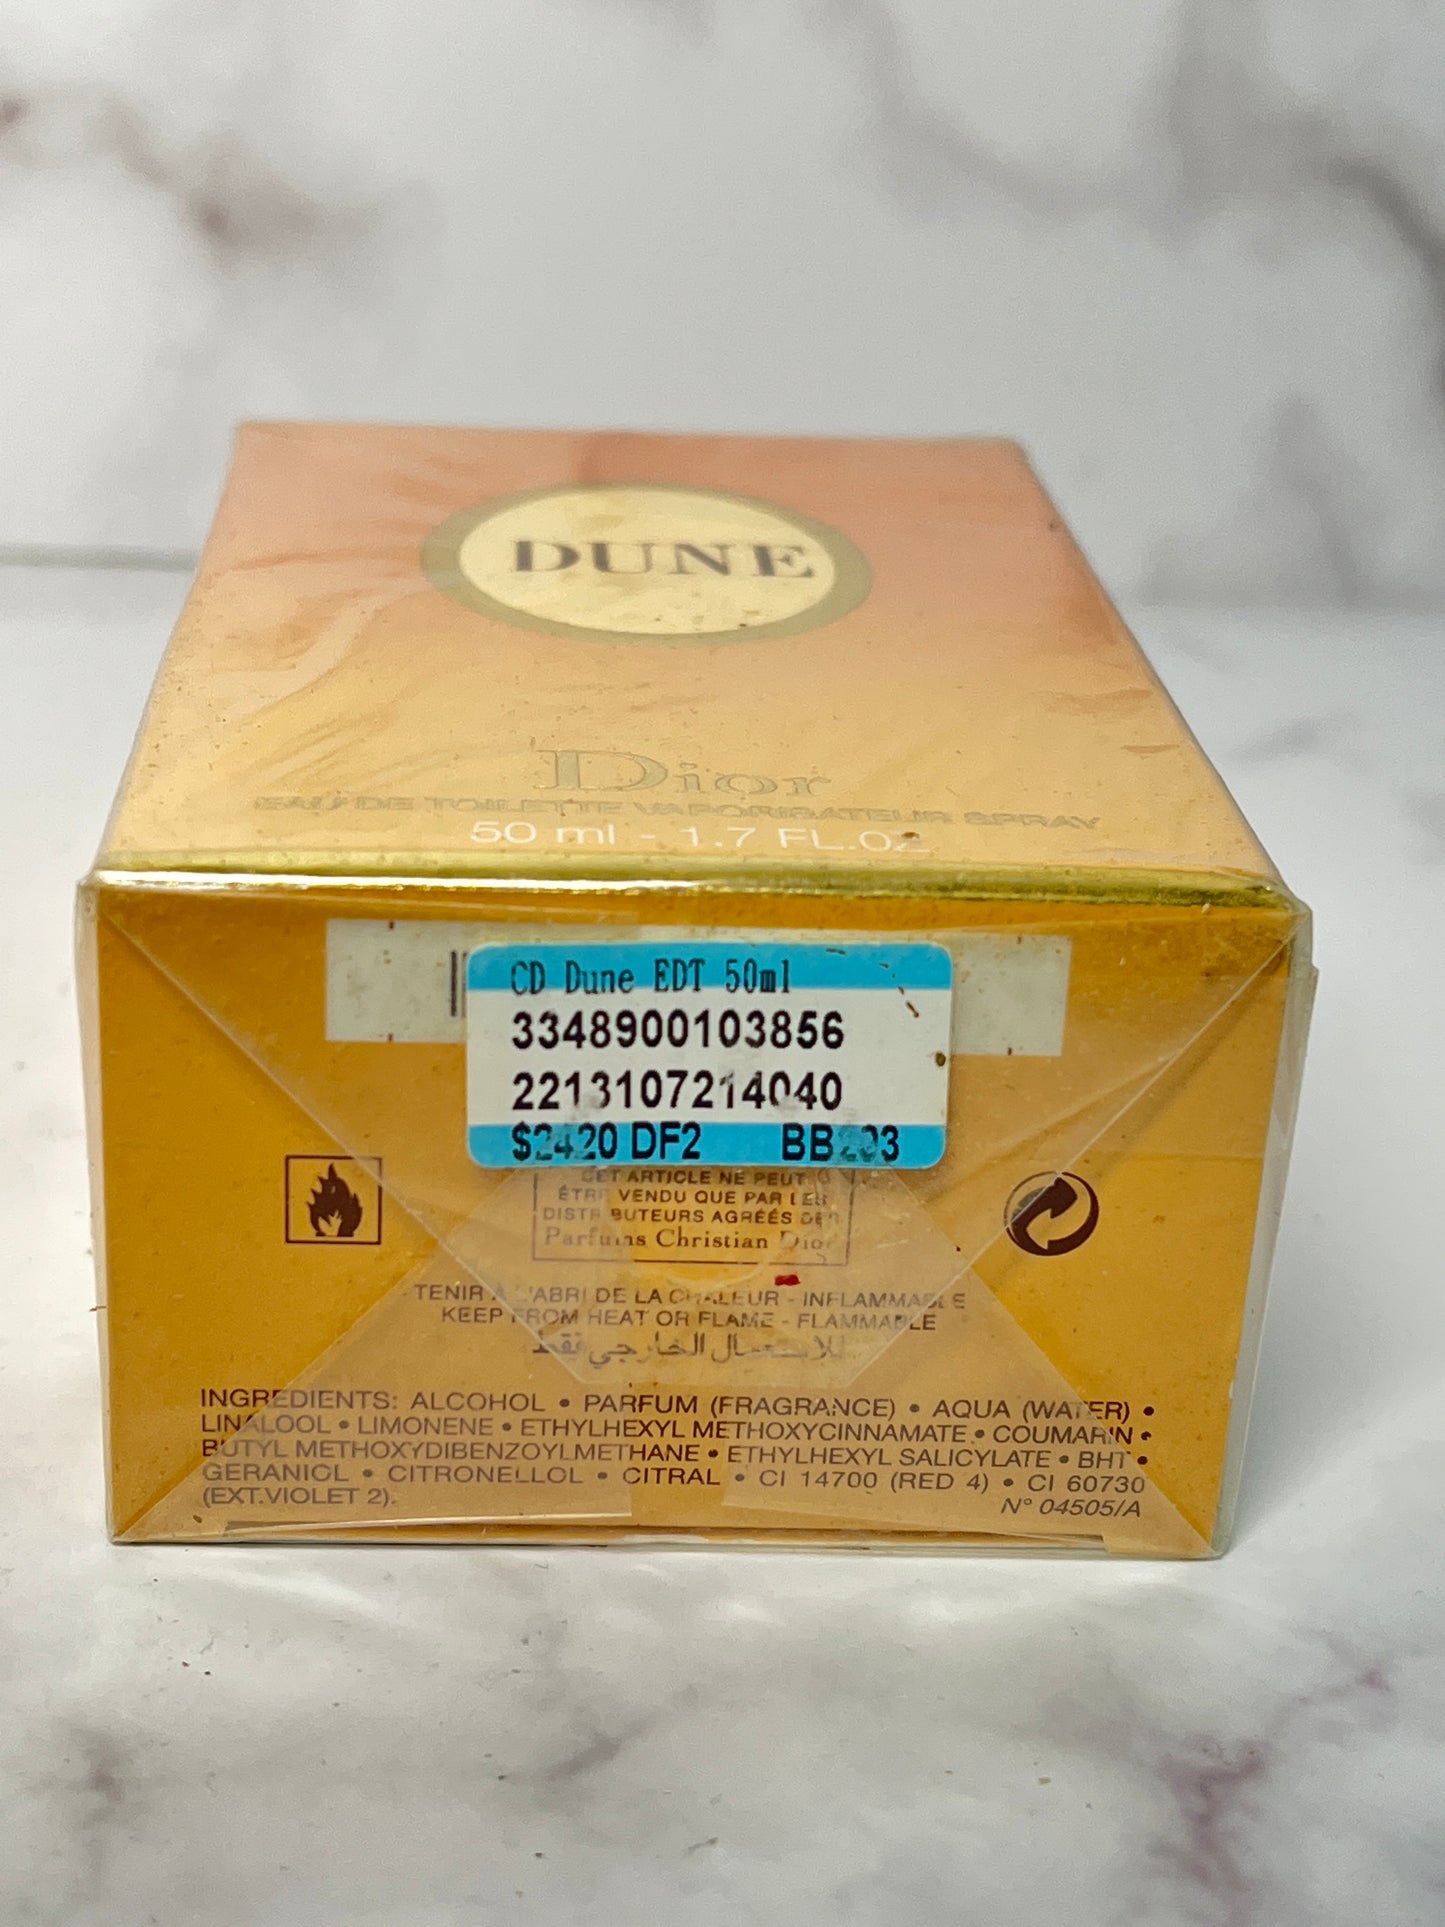 DUNE
Dior
EAU DE TOILETTE VAPORISATEUR SPRAY
50 ml - 1.7 FL.OZ
CD Dune EDT 50ml
3348900103856
2213107214040
$2420 DF2 BB203
CET ARTICLE NE PEUT
ÊTRE VENDU QUE PAR LES
DISTRIBUTEURS AGRÉÉS DES
Parfums Christian Dior
TENIR A L'ABRI DE LA CHALEUR - INFLAMMABLE
KEEP FROM HEAT OR FLAME - FLAMMABLE
للاستعمال الخارجي فقط
INGREDIENTS: ALCOHOL • PARFUM (FRAGRANCE) • AQUA (WATER) •
LINALOOL • LIMONENE • ETHYLHEXYL METHOXYCINNAMATE • COUMARIN •
BUTYL METHOXYDIBENZOYLMETHANE • ETHYLHEXYL SALICYLATE • BHT •
GERANIOL • CITRONELLOL • CITRAL • CI 14700 (RED 4) • CI 60730
(EXT.VIOLET 2).
N° 04505/A